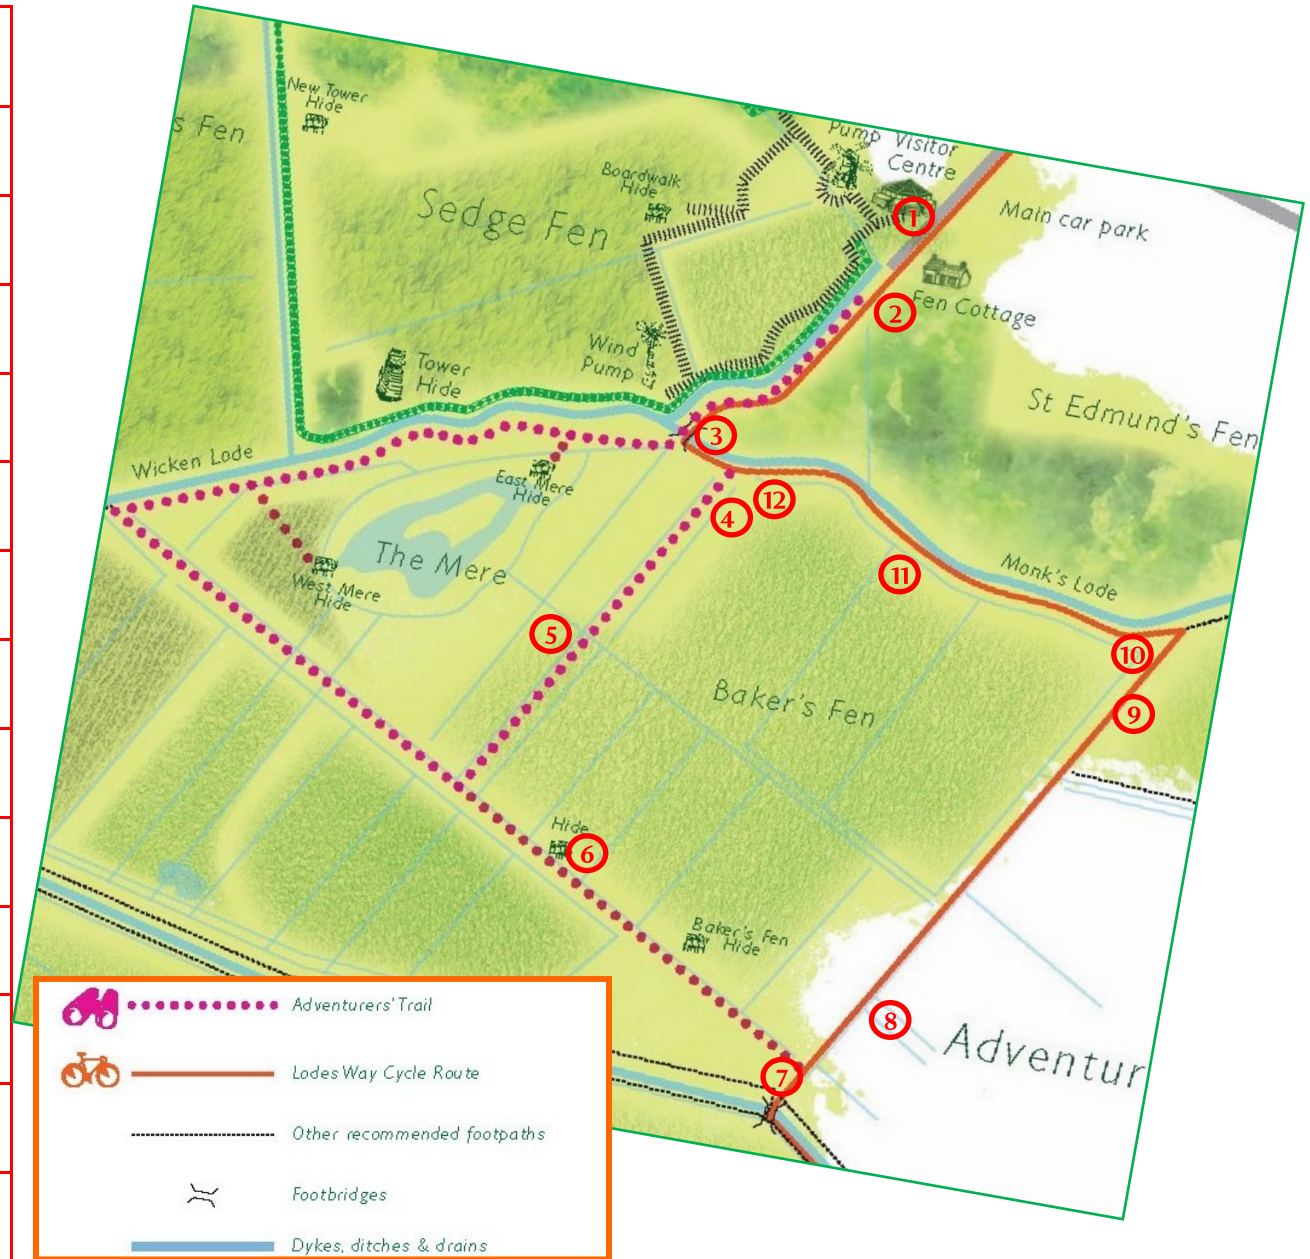 New Tower
Hide
s Fen
Pump
Visitor
Centre
1
Boardwalk
Hide
Sedge Fen
Main car park
2
Fen Cottage
Wind
Pump
Tower
Hide
St Edmund's Fen
3
Wicken Lode
East Mere
Hide
12
4
The Mere
11
Monk's Lode
West Mere
Hide
5
10
Baker's Fen
9
Hide
6
Baker's Fen
Hide
8
Adventur
7
Adventurers' Trail
Lodes Way Cycle Route
Other recommended footpaths
Footbridges
Dykes, ditches & drains